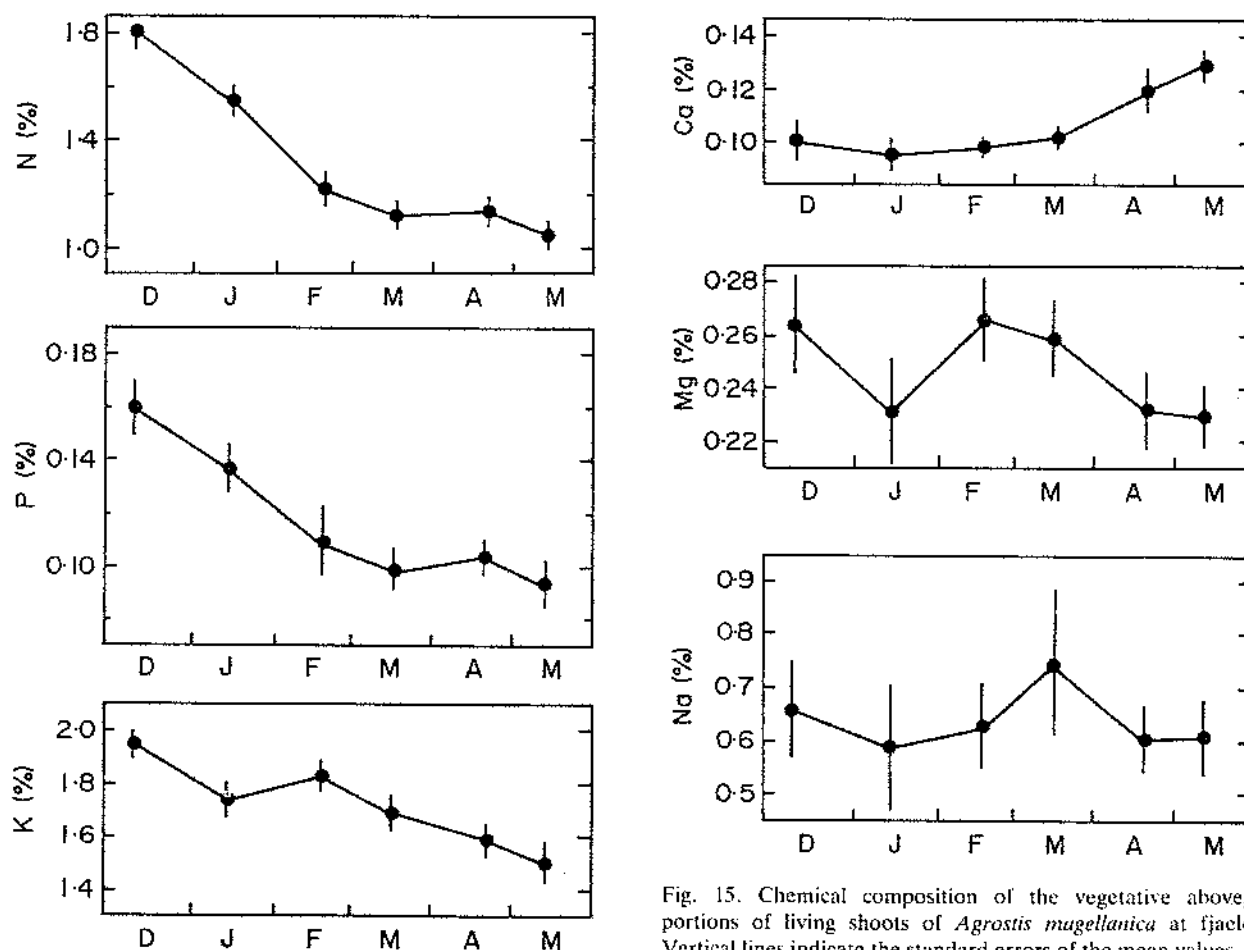 N (%)
1·8
1·4
1·0
D J F M A M
P (%)
0·18
0·14
0·10
D J F M A M
K (%)
2·0
1·8
1·6
1·4
D J F M A M
Ca (%)
0·14
0·12
0·10
D J F M A M
Mg (%)
0·28
0·26
0·24
0·22
D J F M A M
Na (%)
0·9
0·8
0·7
0·6
0·5
D J F M A M
Fig. 15. Chemical composition of the vegetative above
portions of living shoots of Agrostis magellanica at fjael
Vertical lines indicate the standard errors of the mean values